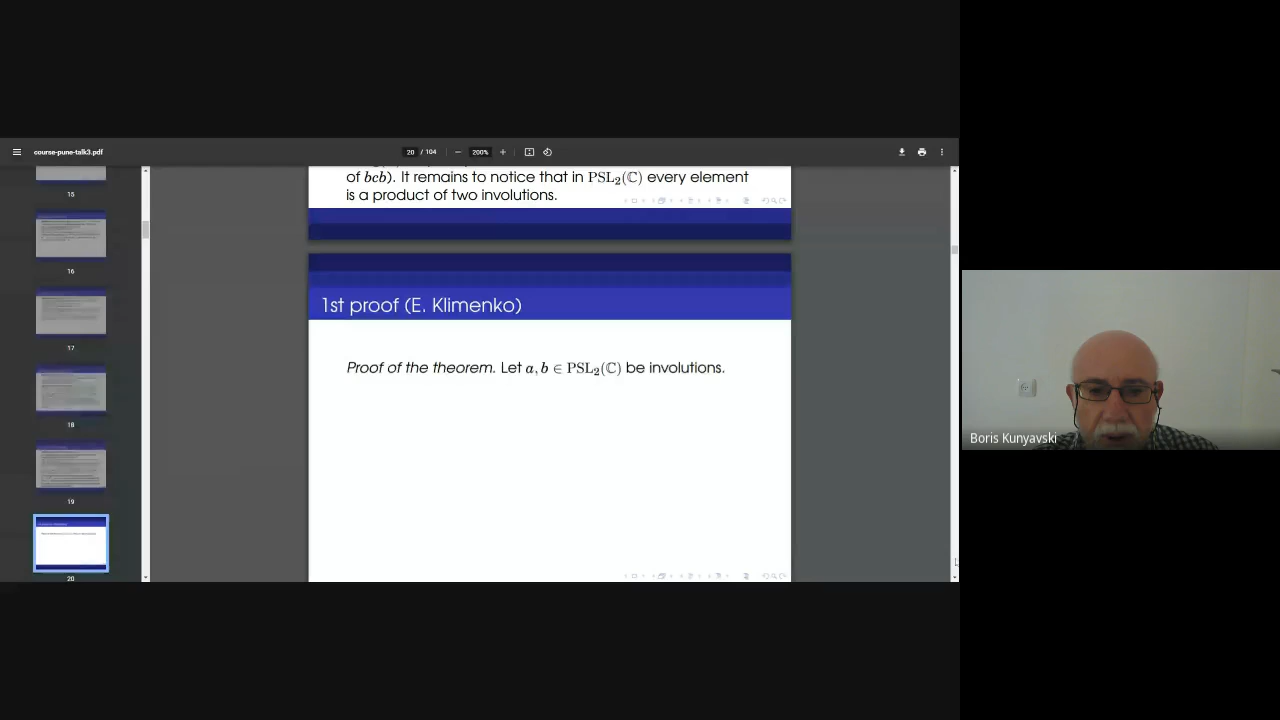 course-pune-talk3.pdf
20 / 104
200%
of bcb). It remains to notice that in PSL₂(ℂ) every element
is a product of two involutions.
1st proof (E. Klimenko)
Proof of the theorem. Let a, b ∈ PSL₂(ℂ) be involutions.
15
16
17
18
19
20
Boris Kunyavski